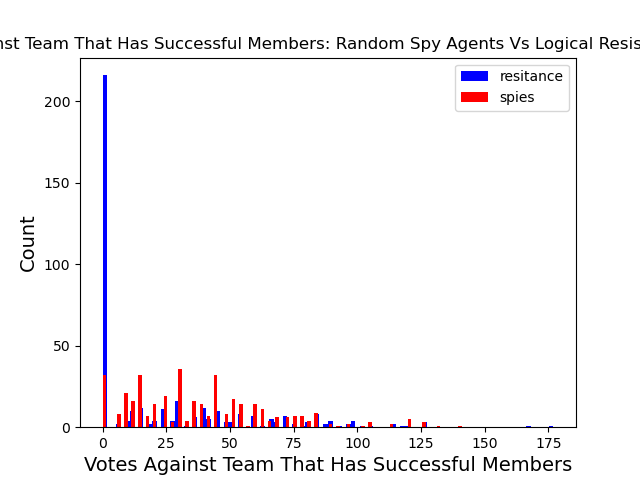 nst Team That Has Successful Members: Random Spy Agents Vs Logical Resis
resitance
spies
200
150
100
50
0
Count
0 25 50 75 100 125 150 175
Votes Against Team That Has Successful Members